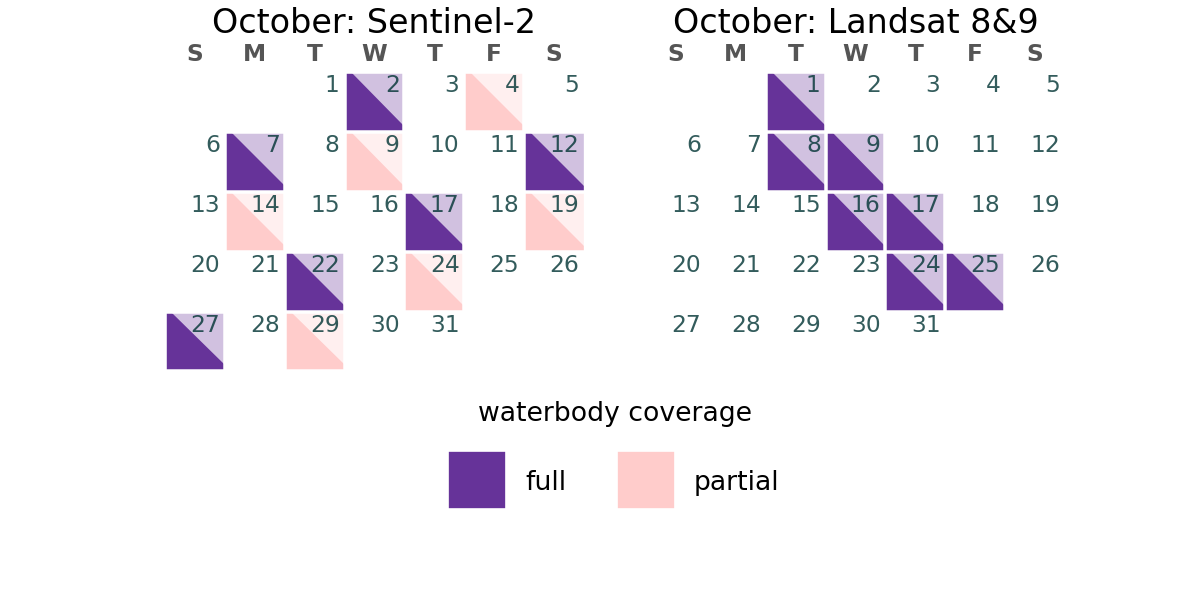 October: Sentinel-2
S M T W T F S
1 2 3 4 5
6 7 8 9 10 11 12
13 14 15 16 17 18 19
20 21 22 23 24 25 26
27 28 29 30 31
October: Landsat 8&9
S M T W T F S
1 2 3 4 5
6 7 8 9 10 11 12
13 14 15 16 17 18 19
20 21 22 23 24 25 26
27 28 29 30 31
waterbody coverage
full partial